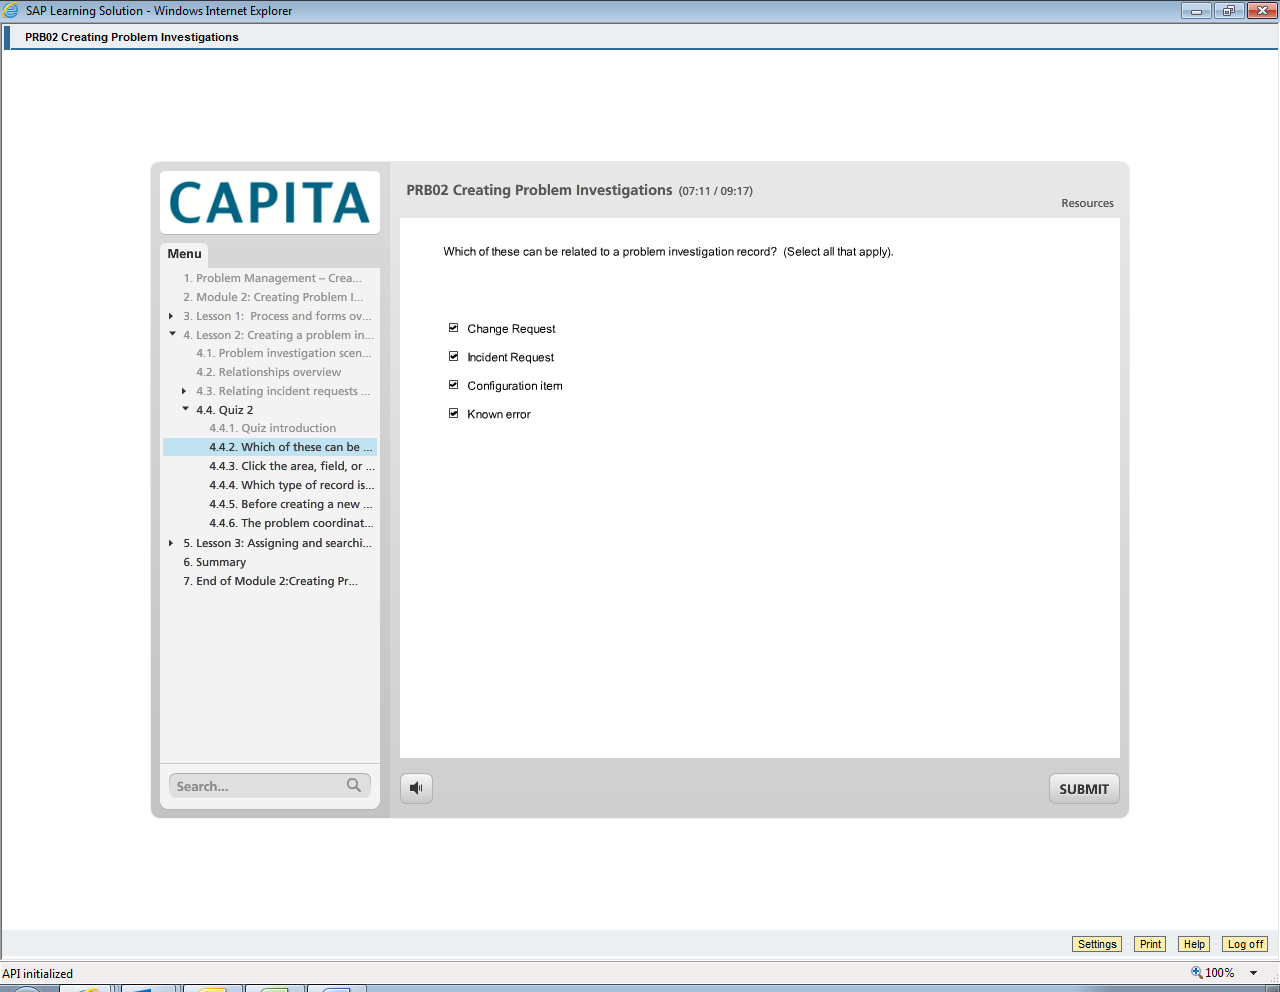 SAP Learning Solution - Windows Internet Explorer
PRB02 Creating Problem Investigations
CAPITA
PRB02 Creating Problem Investigations (07:11 / 09:17)
Resources
Menu
1. Problem Management – Crea...
2. Module 2: Creating Problem I...
3. Lesson 1: Process and forms ov...
4. Lesson 2: Creating a problem in...
4.1. Problem investigation scen...
4.2. Relationships overview
4.3. Relating incident requests ...
4.4. Quiz 2
4.4.1. Quiz introduction
4.4.2. Which of these can be ...
4.4.3. Click the area, field, or ...
4.4.4. Which type of record is...
4.4.5. Before creating a new ...
4.4.6. The problem coordinat...
5. Lesson 3: Assigning and searchi...
6. Summary
7. End of Module 2:Creating Pr...
Search...
Which of these can be related to a problem investigation record? (Select all that apply).
Change Request
Incident Request
Configuration item
Known error
SUBMIT
Settings Print Help Log off
API initialized
100%